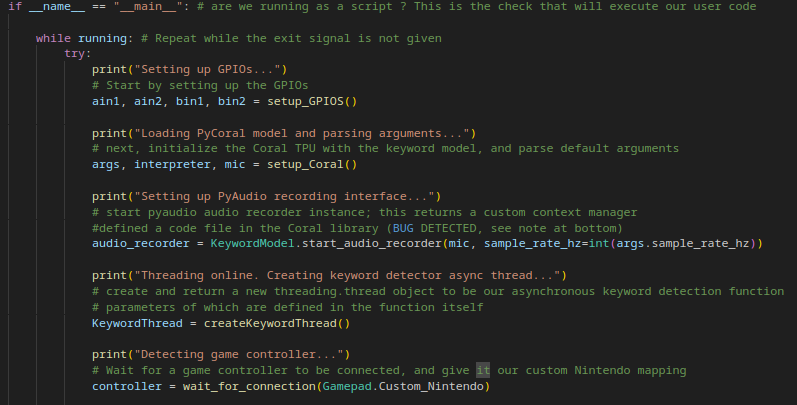 if __name__ == "__main__": # are we running as a script ? This is the check that will execute our user code
while running: # Repeat while the exit signal is not given
try:
print("Setting up GPIOs...")
# Start by setting up the GPIOs
ain1, ain2, bin1, bin2 = setup_GPIOS()
print("Loading PyCoral model and parsing arguments...")
# next, initialize the Coral TPU with the keyword model, and parse default arguments
args, interpreter, mic = setup_Coral()
print("Setting up PyAudio recording interface...")
# start pyaudio audio recorder instance; this returns a custom context manager
#defined a code file in the Coral library (BUG DETECTED, see note at bottom)
audio_recorder = KeywordModel.start_audio_recorder(mic, sample_rate_hz=int(args.sample_rate_hz))
print("Threading online. Creating keyword detector async thread...")
# create and return a new threading.thread object to be our asynchronous keyword detection function
# parameters of which are defined in the function itself
KeywordThread = createKeywordThread()
print("Detecting game controller...")
# Wait for a game controller to be connected, and give it our custom Nintendo mapping
controller = wait_for_connection(Gamepad.Custom_Nintendo)